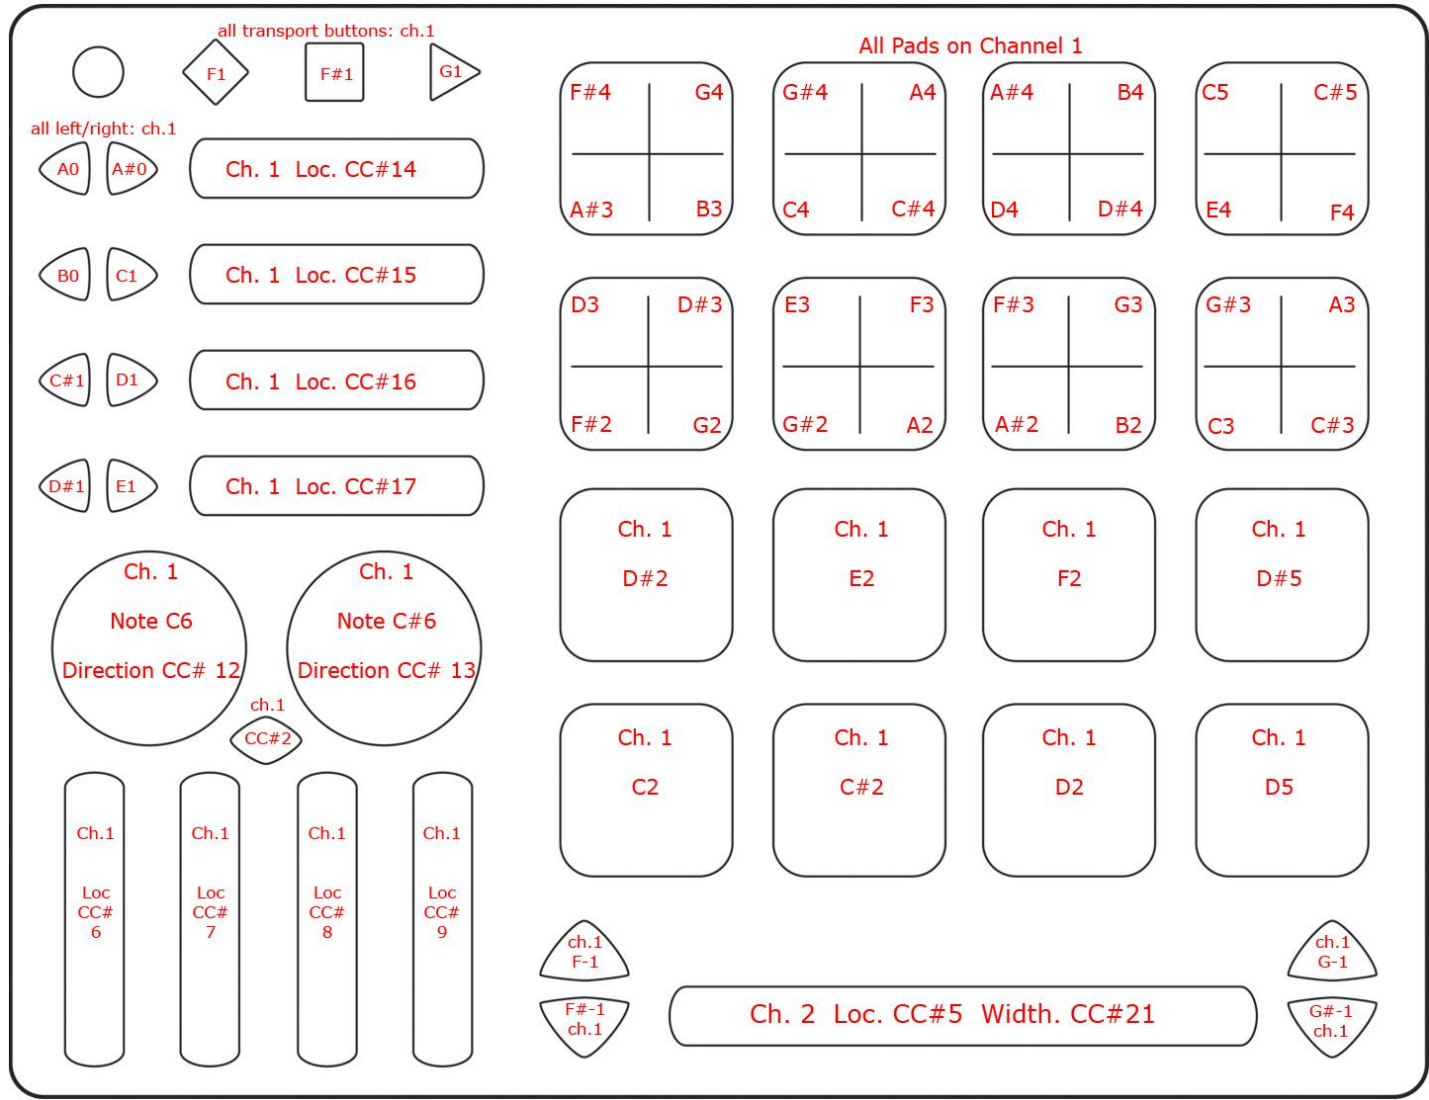 all transport buttons: ch.1
F1
F#1
G1
all left/right: ch.1
A0
A#0
Ch. 1 Loc. CC#14
B0
C1
Ch. 1 Loc. CC#15
C#1
D1
Ch. 1 Loc. CC#16
D#1
E1
Ch. 1 Loc. CC#17
Ch. 1
Note C6
Direction CC# 12
Ch. 1
Note C#6
Direction CC# 13
ch.1
CC#2
Ch.1
Loc
CC#
6
Ch.1
Loc
CC#
7
Ch.1
Loc
CC#
8
Ch.1
Loc
CC#
9
All Pads on Channel 1
F#4 G4
A#3 B3
G#4 A4
C4 C#4
A#4 B4
D4 D#4
C5 C#5
E4 F4
D3 D#3
F#2 G2
E3 F3
G#2 A2
F#3 G3
A#2 B2
G#3 A3
C3 C#3
Ch. 1
D#2
Ch. 1
E2
Ch. 1
F2
Ch. 1
D#5
Ch. 1
C2
Ch. 1
C#2
Ch. 1
D2
Ch. 1
D5
ch.1
F-1
F#-1
ch.1
Ch. 2 Loc. CC#5 Width. CC#21
ch.1
G-1
G#-1
ch.1